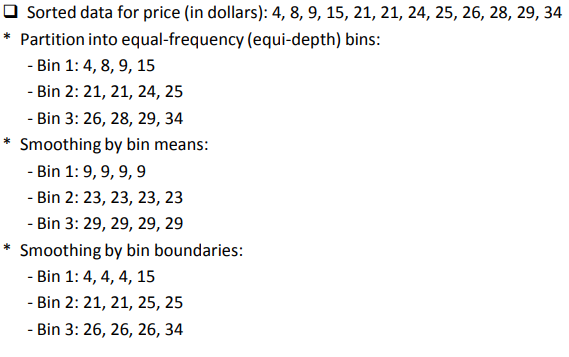 ❑ Sorted data for price (in dollars): 4, 8, 9, 15, 21, 21, 24, 25, 26, 28, 29, 34
* Partition into equal-frequency (equi-depth) bins:
- Bin 1: 4, 8, 9, 15
- Bin 2: 21, 21, 24, 25
- Bin 3: 26, 28, 29, 34
* Smoothing by bin means:
- Bin 1: 9, 9, 9, 9
- Bin 2: 23, 23, 23, 23
- Bin 3: 29, 29, 29, 29
* Smoothing by bin boundaries:
- Bin 1: 4, 4, 4, 15
- Bin 2: 21, 21, 25, 25
- Bin 3: 26, 26, 26, 34